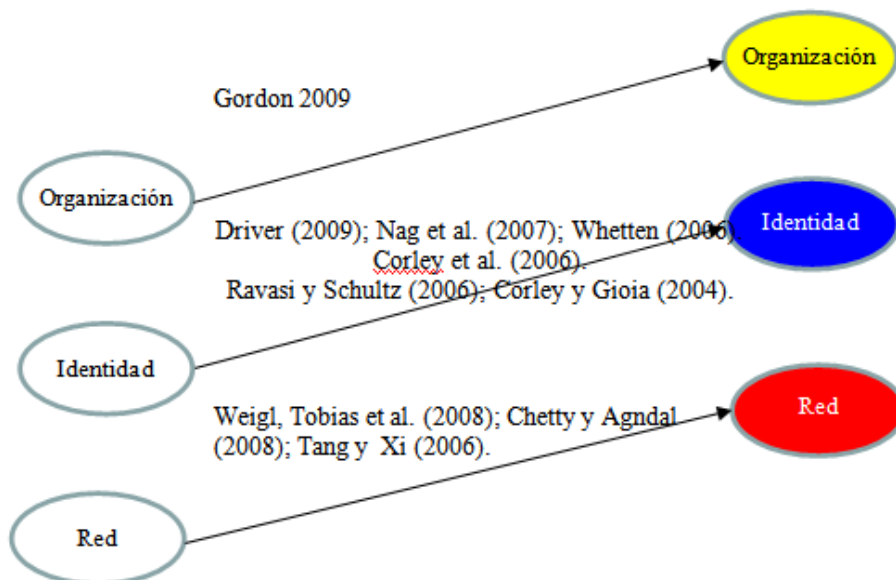 Organización
Gordon 2009
Organización
Driver (2009); Nag et al. (2007); Whetten (2006)
Identidad
Corley et al. (2006).
Ravasi y Schultz (2006); Corley y Gioia (2004).
Identidad
Red
Weigl, Tobias et al. (2008); Chetty y Agndal
(2008); Tang y Xi (2006).
Red